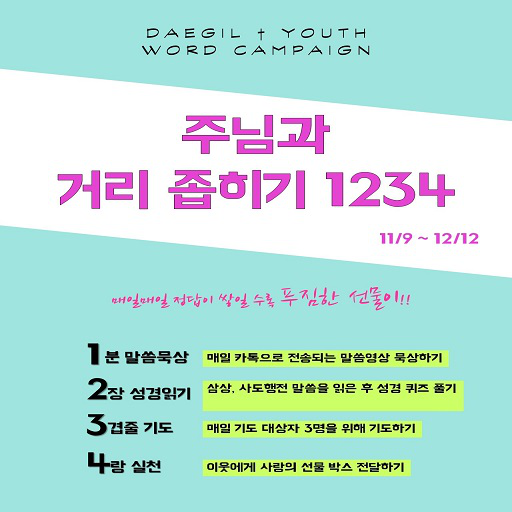 DAEGIL † YOUTH
WORD CAMPAIGN
주님과
거리 좁히기 1234
11/9 ~ 12/12
매일매일 정답이 쌓일 수록 푸짐한 선물이!!
1분 말씀묵상 매일 카톡으로 전송되는 말씀영상 묵상하기
2장 성경읽기 삼상, 사도행전 말씀을 읽은 후 성경 퀴즈 풀기
3겹줄 기도 매일 기도 대상자 3명을 위해 기도하기
4랑 실천 이웃에게 사랑의 선물 박스 전달하기